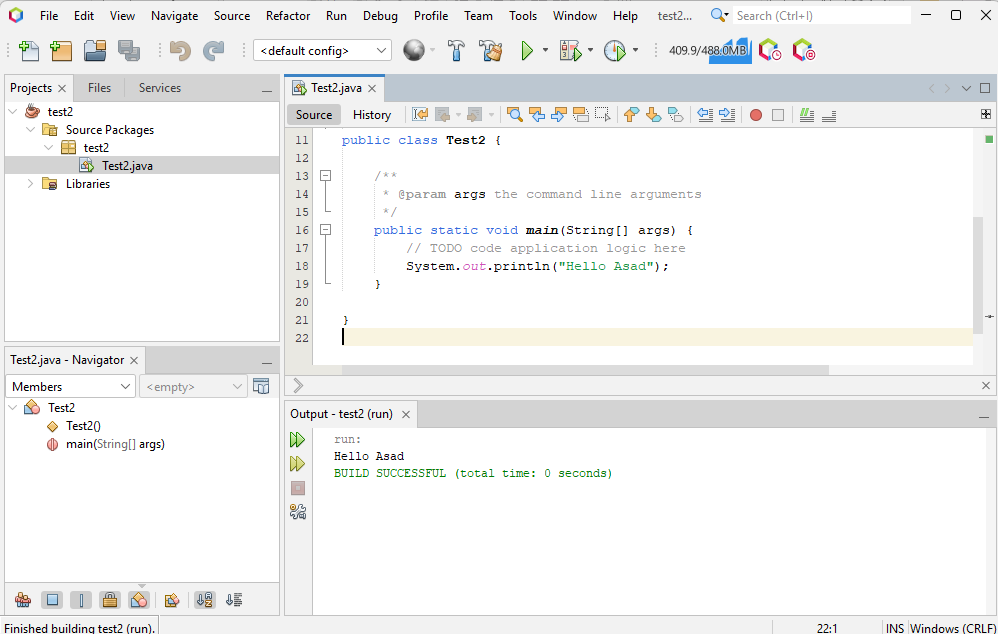 File Edit View Navigate Source Refactor Run Debug Profile Team Tools Window Help test2... Search (Ctrl+I)
<default config> 409.9/488.0MB
Projects Files Services
test2
Source Packages
test2
Test2.java
Libraries
Test2.java
Source History
11 public class Test2 {
12
13 /**
14 * @param args the command line arguments
15 */
16 public static void main(String[] args) {
17 // TODO code application logic here
18 System.out.println("Hello Asad");
19 }
20
21 }
22
Test2.java - Navigator
Members <empty>
Test2
Test2()
main(String[] args)
Output - test2 (run)
run:
Hello Asad
BUILD SUCCESSFUL (total time: 0 seconds)
Finished building test2 (run). 22:1 INS Windows (CRLF)